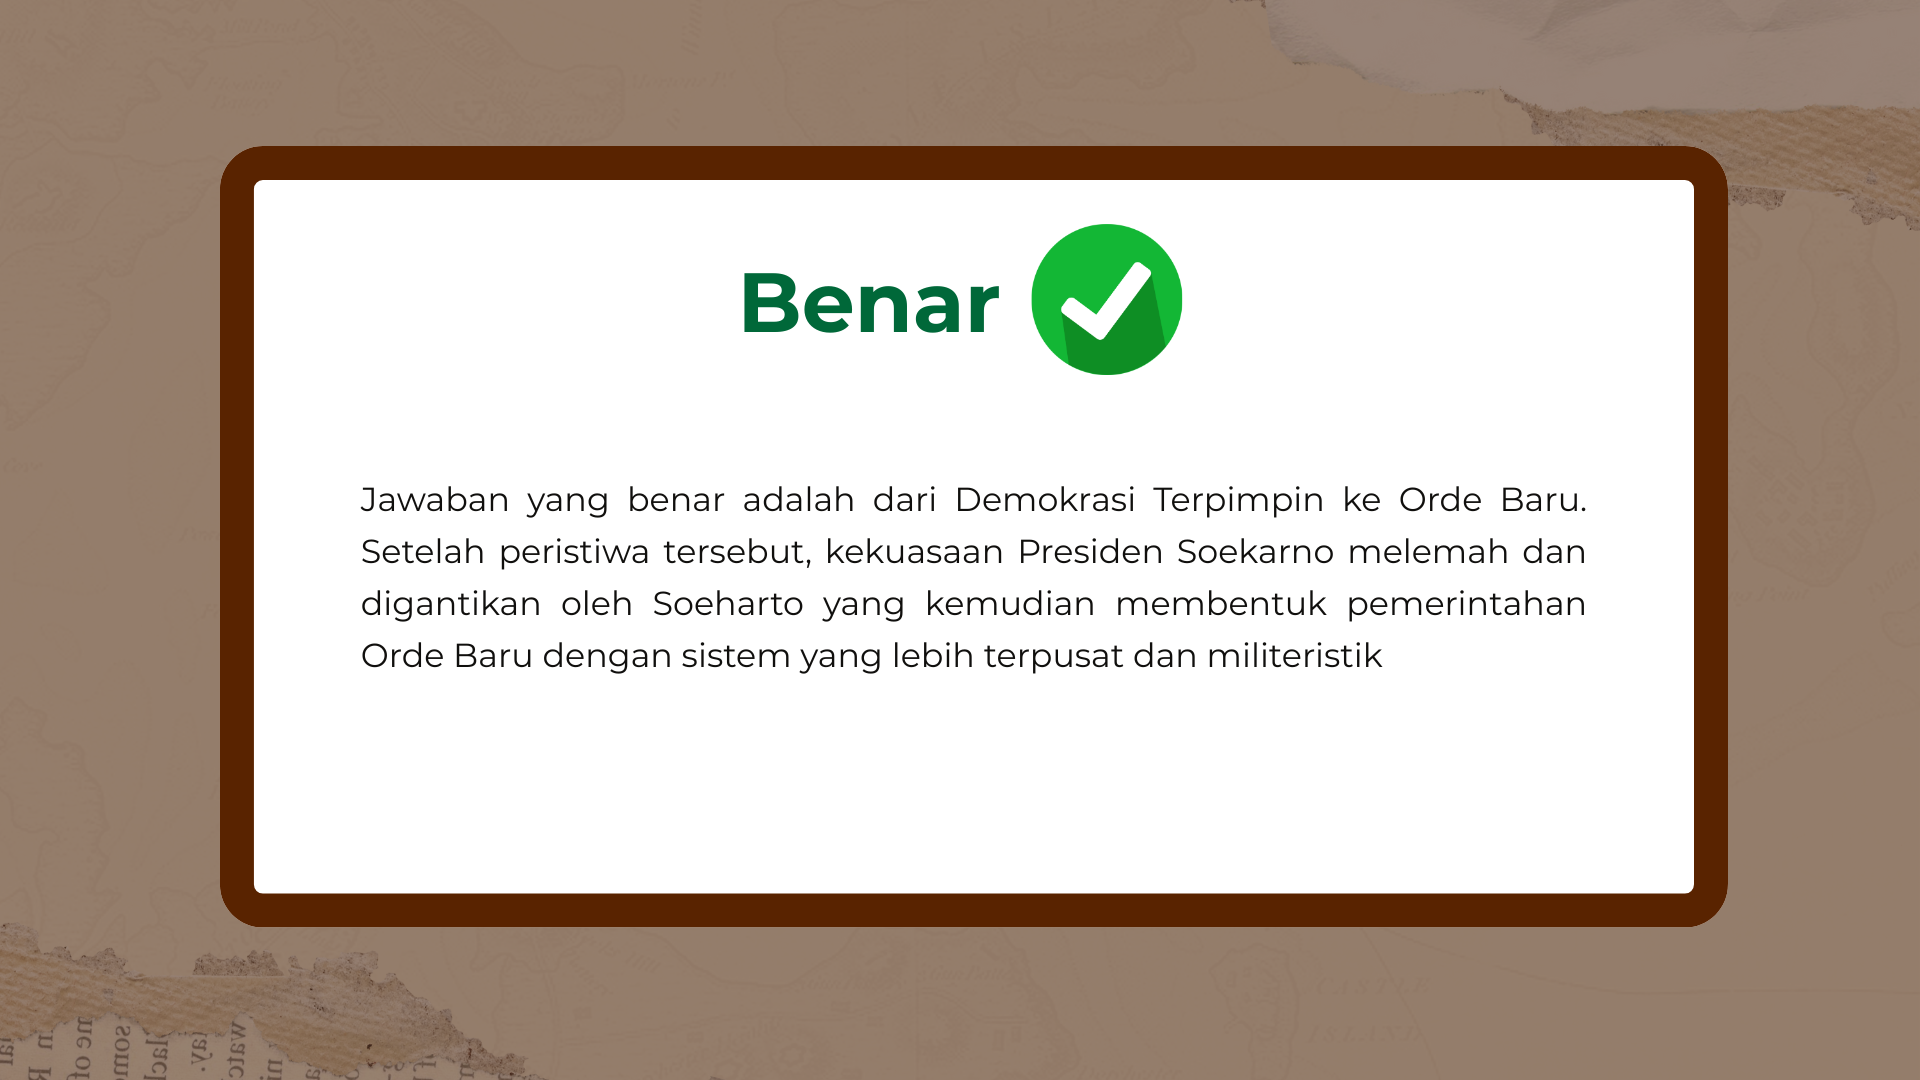 Benar
Jawaban yang benar adalah dari Demokrasi Terpimpin ke Orde Baru.
Setelah peristiwa tersebut, kekuasaan Presiden Soekarno melemah dan
digantikan oleh Soeharto yang kemudian membentuk pemerintahan
Orde Baru dengan sistem yang lebih terpusat dan militeristik